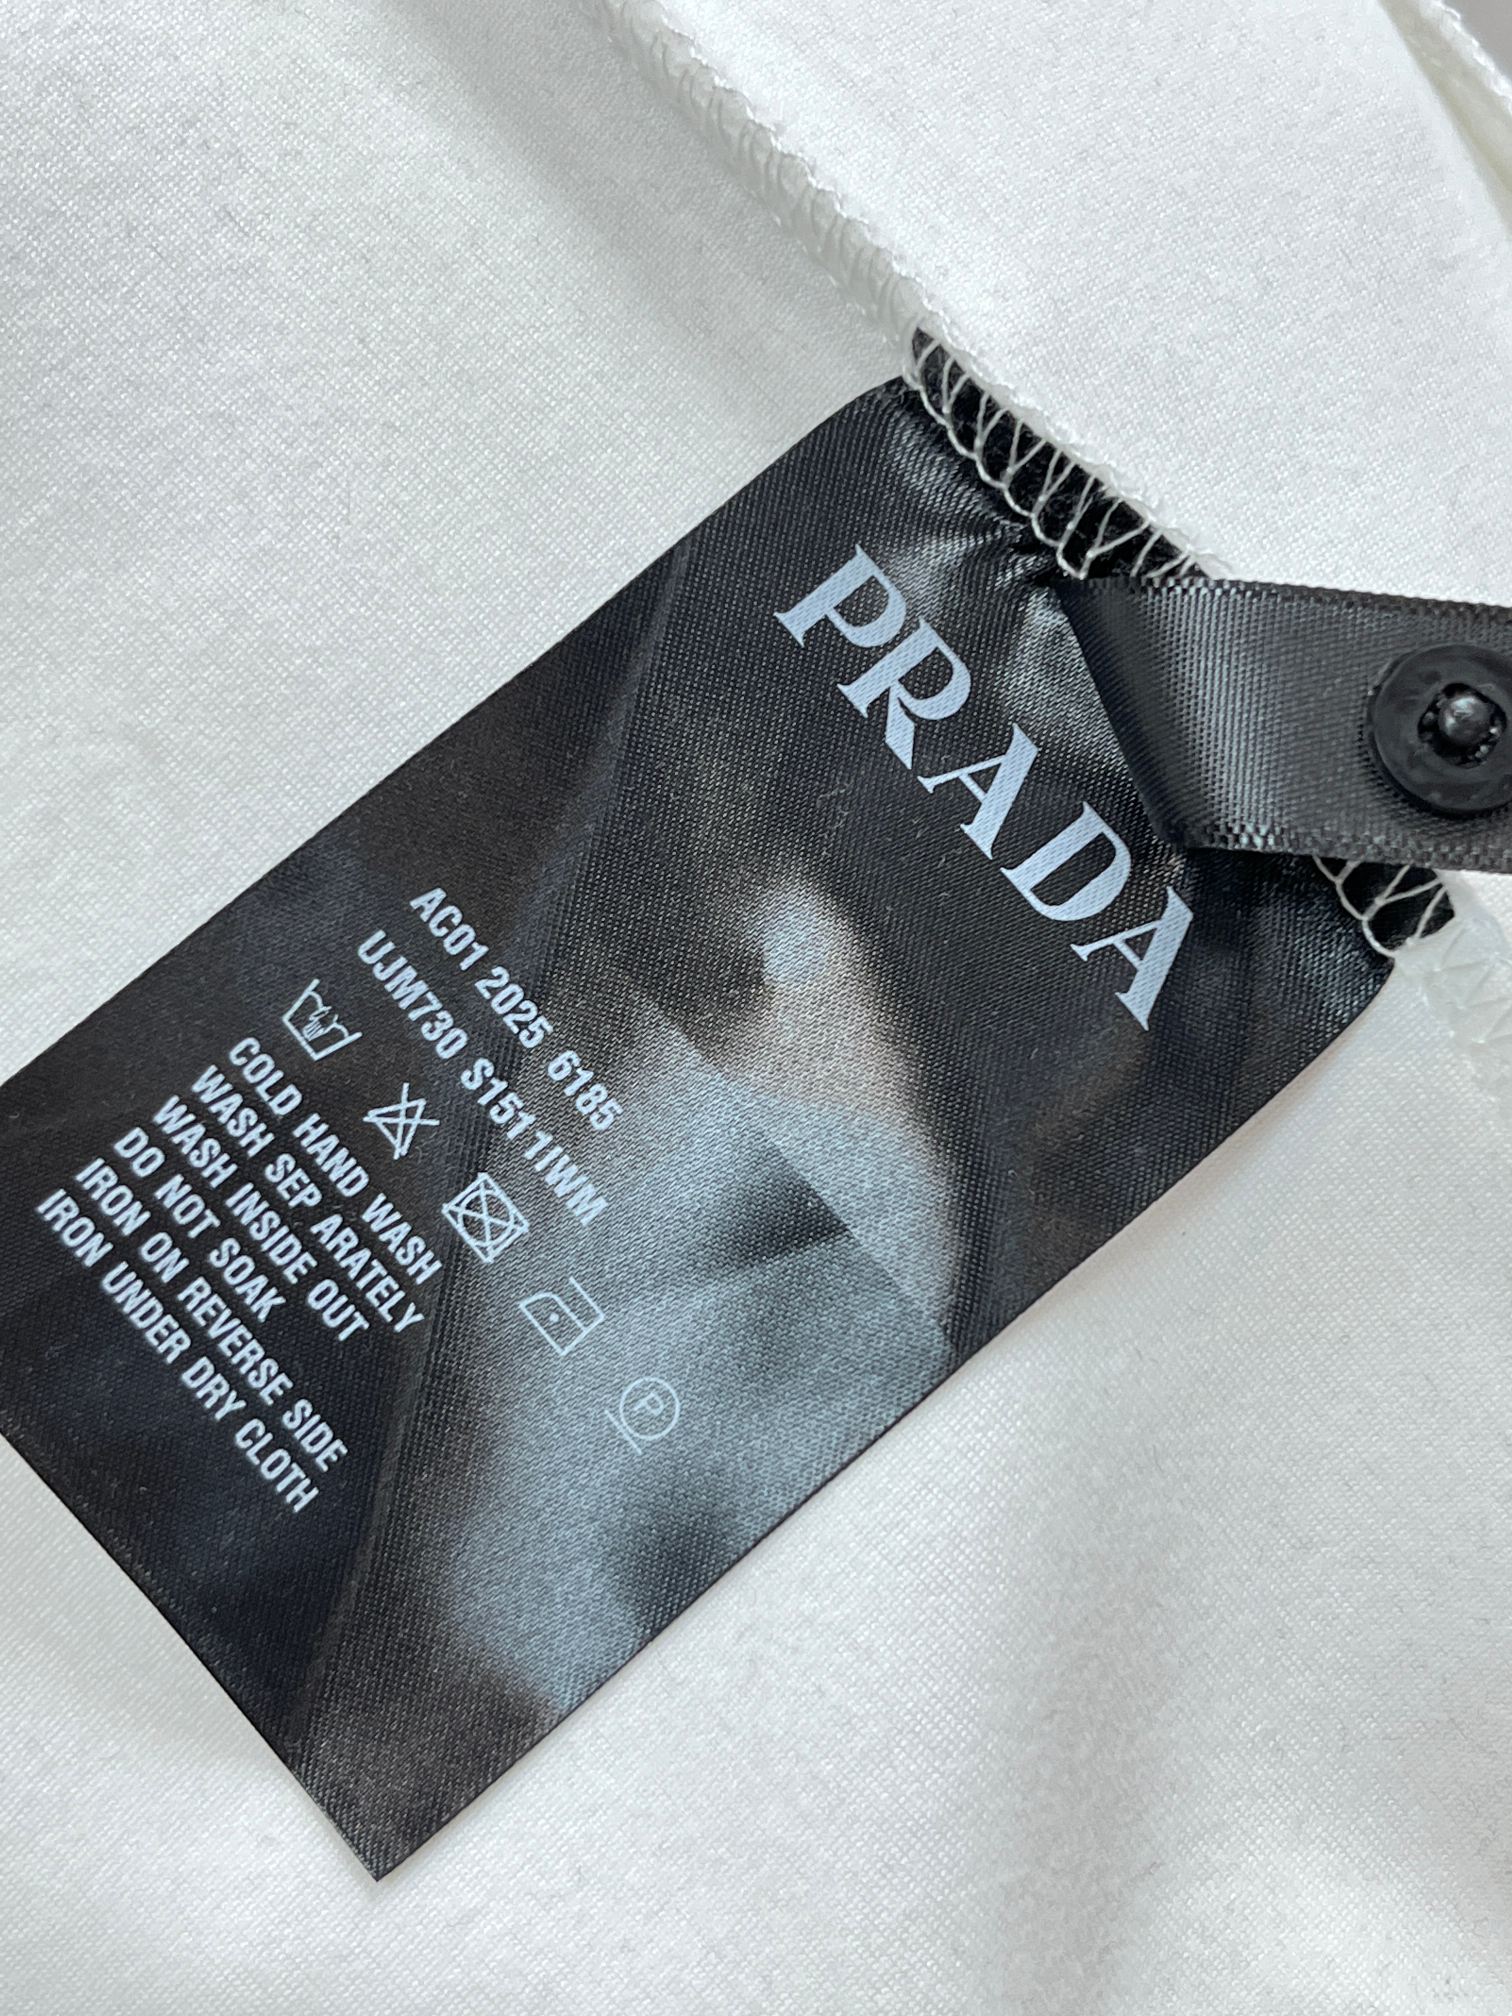 PRADA
AC01 2025 6185
UJM730 S15111WM
P
COLD HAND WASH
WASH SEP ARATELY
WASH INSIDE OUT
DO NOT SOAK
IRON ON REVERSE SIDE
IRON UNDER DRY CLOTH